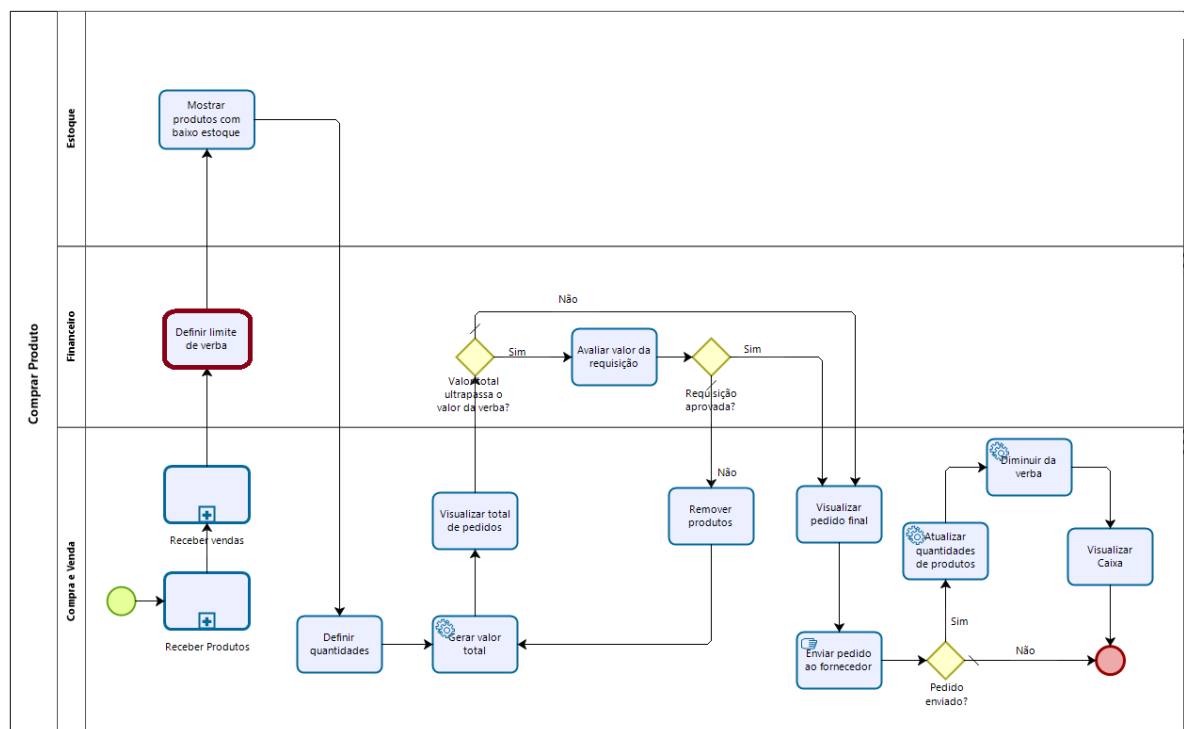 Comprar Produto
Estoque
Mostrar
produtos com
baixo estoque
Financeiro
Definir limite
de verba
Não
Valor total
ultrapassa o
valor da verba?
Sim
Avaliar valor da
requisição
Requisição
aprovada?
Sim
Não
Compra e Venda
Receber vendas
Receber Produtos
Definir
quantidades
Gerar valor
total
Visualizar total
de pedidos
Remover
produtos
Visualizar
pedido final
Enviar pedido
ao fornecedor
Pedido
enviado?
Sim
Não
Atualizar
quantidades
de produtos
Diminuir da
verba
Visualizar
Caixa